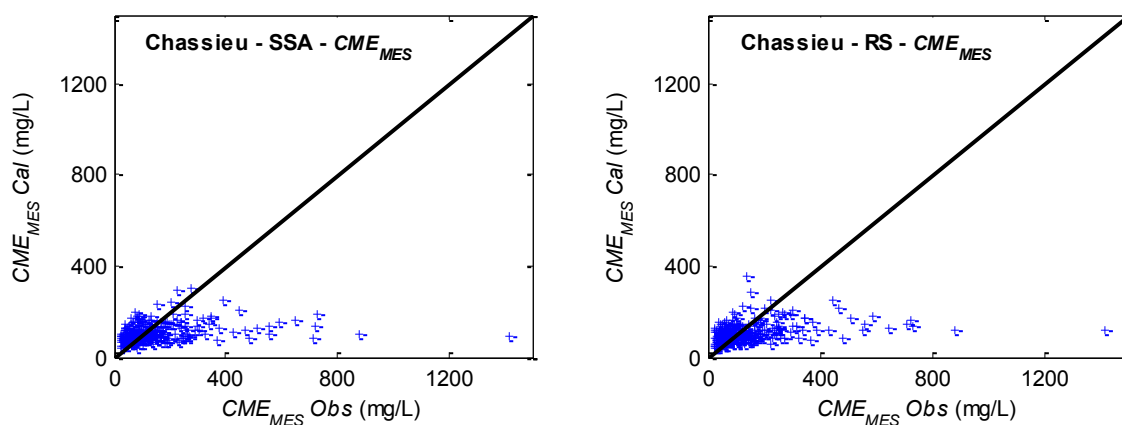 Chassieu - SSA - CME_MES
1200
800
400
0
CME_MES Cal (mg/L)
0 400 800 1200
CME_MES Obs (mg/L)
Chassieu - RS - CME_MES
1200
800
400
0
CME_MES Cal (mg/L)
0 400 800 1200
CME_MES Obs (mg/L)